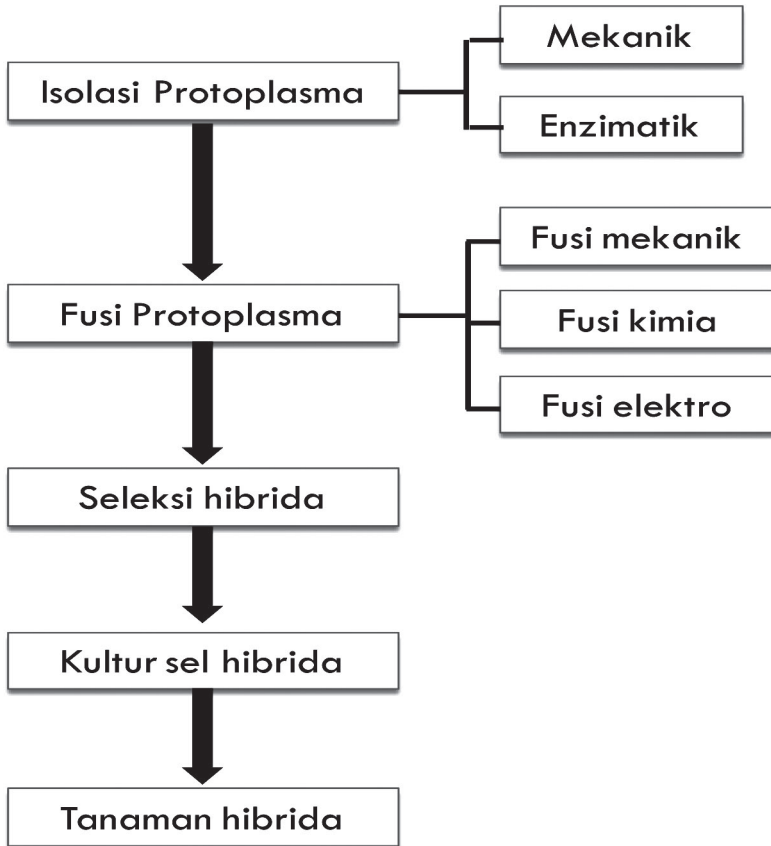 Isolasi Protoplasma
Mekanik
Enzimatik
Fusi Protoplasma
Fusi mekanik
Fusi kimia
Fusi elektro
Seleksi hibrida
Kultur sel hibrida
Tanaman hibrida